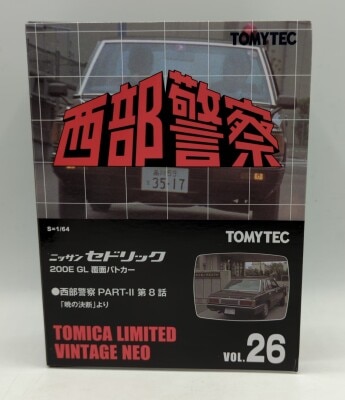 TOMYTEC
西部警察
35-17
S=1/64
TOMYTEC
ニッサン セドリック
200E GL 覆面パトカー
●西部警察 PART-II 第8話
「暁の決断」より
TOMICA LIMITED
VINTAGE NEO
VOL.26